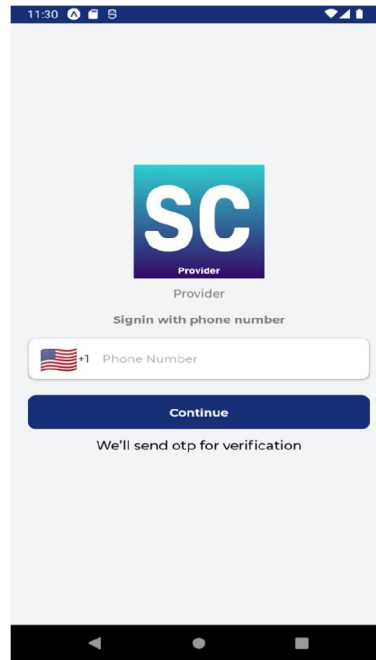 11:30
SC
Provider
Provider
Signin with phone number
+1 Phone Number
Continue
We'll send otp for verification